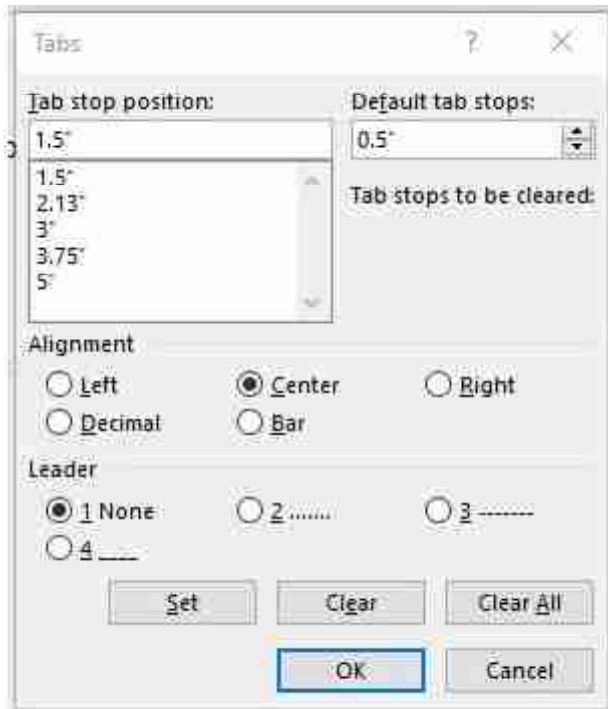 Tabs ?
Tab stop position: Default tab stops:
1.5" 0.5"
1.5"
2.13"
3"
3.75"
5"
Tab stops to be cleared:
Alignment
Left Center Right
Decimal Bar
Leader
1 None 2 ....... 3 -------
4 ____
Set Clear Clear All
OK Cancel